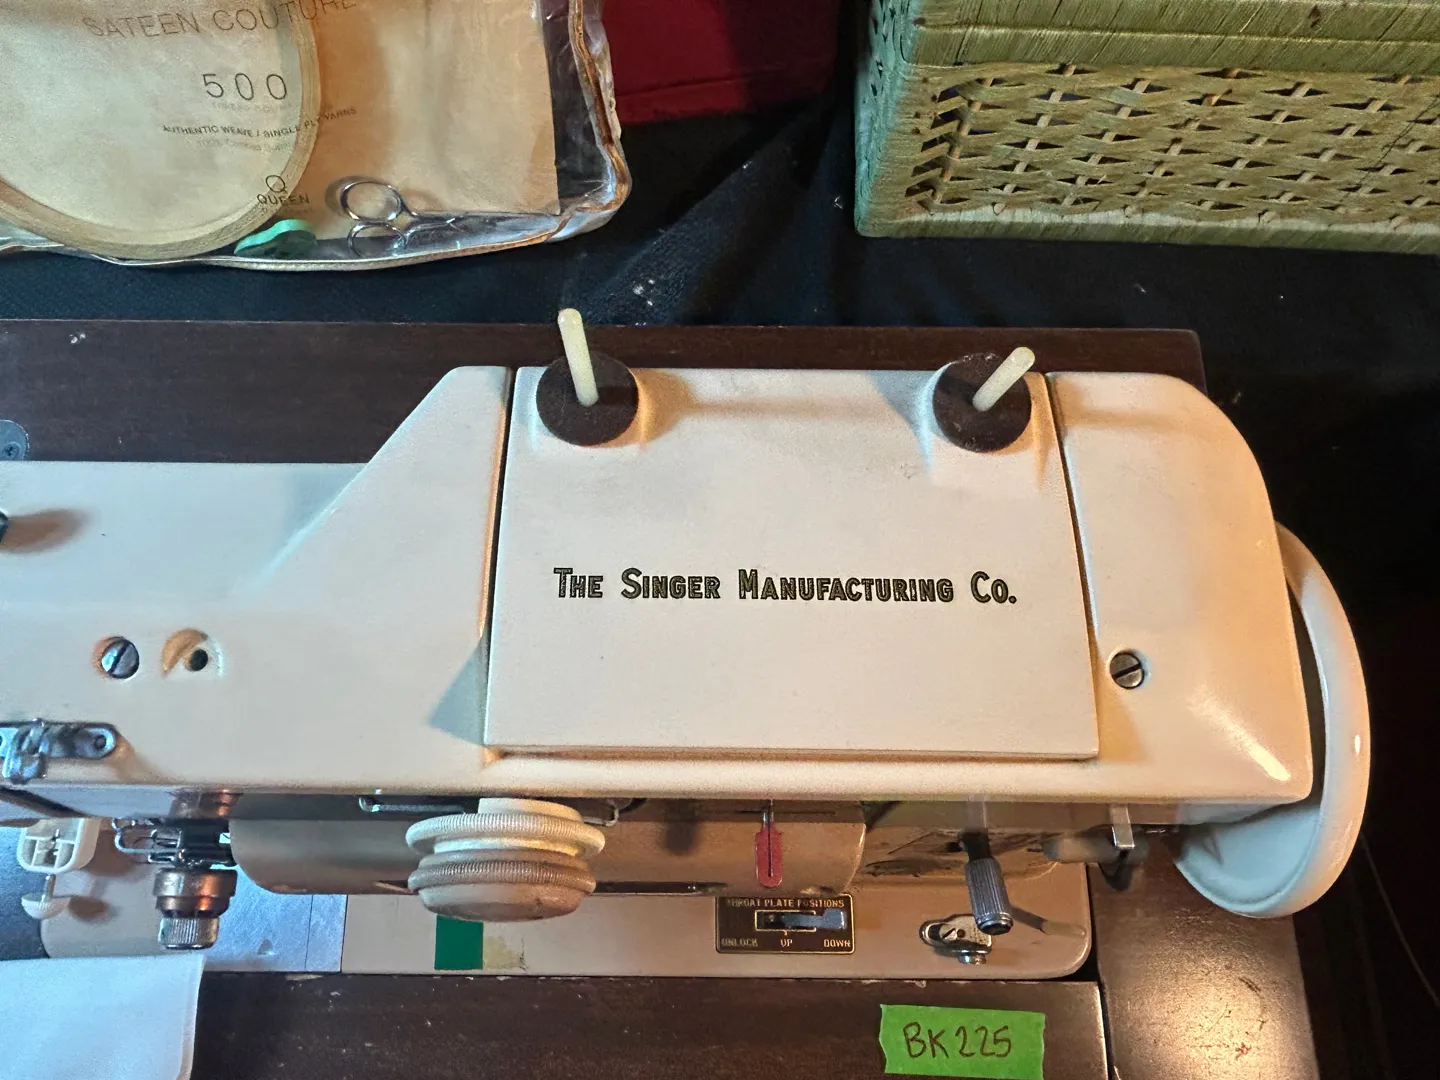 SATEEN COUTURE
500
AUTHENTIC WEAVE / SINGLE PLY YARNS
QUEEN
THE SINGER MANUFACTURING CO.
THROAT PLATE POSITIONS
UNLOCK UP DOWN
BK225